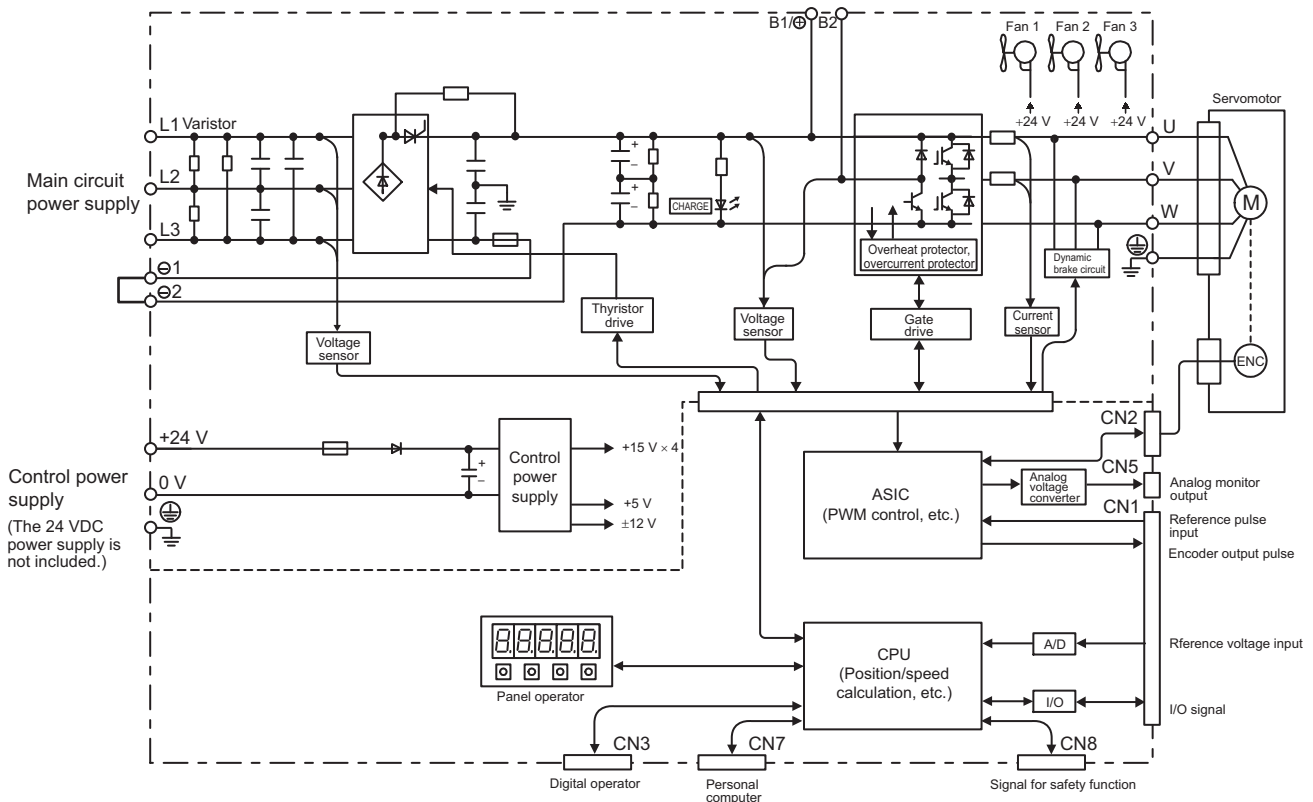 B1/⊕
B2
Fan 1
Fan 2
Fan 3
+24 V
+24 V
+24 V
Servomotor
L1
Varistor
L2
L3
Main circuit
power supply
⊖1
⊖2
+
–
+
–
CHARGE
Overheat protector,
overcurrent protector
U
V
W
M
Dynamic
brake circuit
Voltage
sensor
Thyristor
drive
Voltage
sensor
Gate
drive
Current
sensor
ENC
+24 V
0 V
Control power
supply
(The 24 VDC
power supply is
not included.)
+
–
Control
power
supply
+15 V × 4
+5 V
±12 V
ASIC
(PWM control, etc.)
Analog
voltage
converter
CN2
CN5
Analog monitor
output
CN1
Reference pulse
input
Encoder output pulse
8.8.8.8.8.
Panel operator
CPU
(Position/speed
calculation, etc.)
A/D
Rference voltage input
I/O
I/O signal
CN3
Digital operator
CN7
Personal
computer
CN8
Signal for safety function